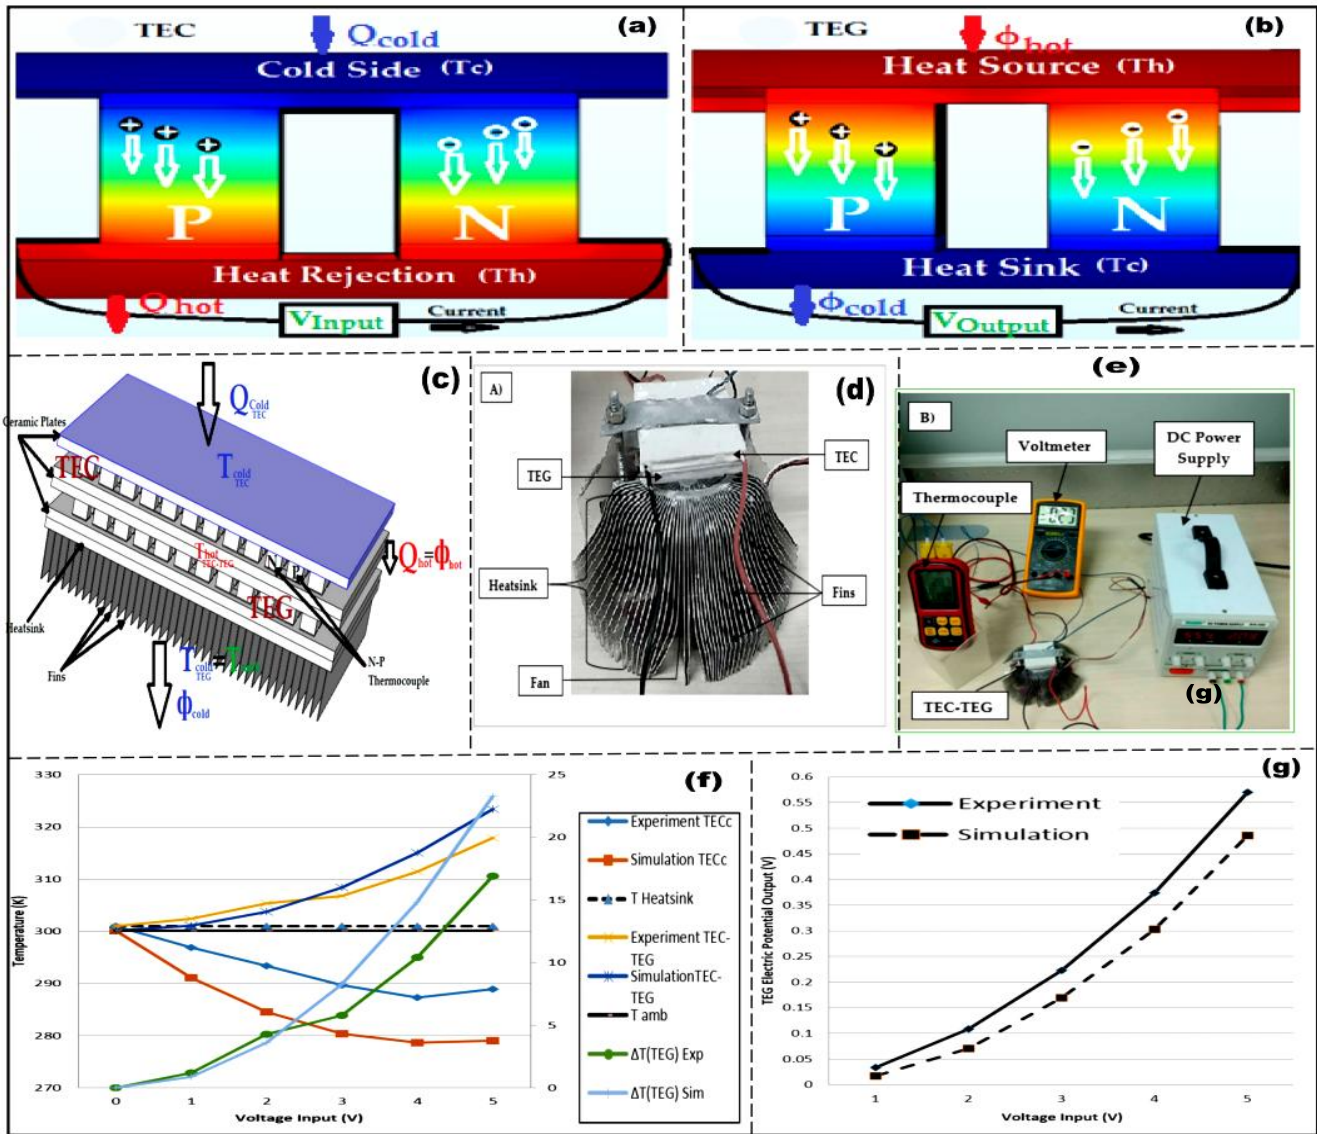 TEC
Qcold
(a)
Cold Side (Tc)
P
N
Heat Rejection (Th)
Q hot
VInput
Current
TEG
ϕhot
(b)
Heat Source (Th)
P
N
Heat Sink (Tc)
ϕcold
VOutput
Current
(c)
QCold
TEC
Ceramic Plates
TEC
Tcold
TEC
Thot
TEC-TEG
N
P
Qhot=ϕhot
TEG
Heatsink
Fins
Tcold
TEG
ϕcold
N-P
Thermocouple
A)
(d)
TEG
TEC
Heatsink
Fins
Fan
(e)
B)
Voltmeter
DC Power
Supply
Thermocouple
TEC-TEG
(g)
(f)
330
320
310
300
290
280
270
25
20
15
10
5
0
0 1 2 3 4 5
Temperature (K)
Voltage Input (V)
Experiment TECc
Simulation TECc
T Heatsink
Experiment TEC-
TEG
SimulationTEC-
TEG
T amb
ΔT(TEG) Exp
ΔT(TEG) Sim
(g)
0.6
0.55
0.5
0.45
0.4
0.35
0.3
0.25
0.2
0.15
0.1
0.05
0
1 2 3 4 5
TEG Electric Potential Output (V)
Voltage Input (V)
Experiment
Simulation